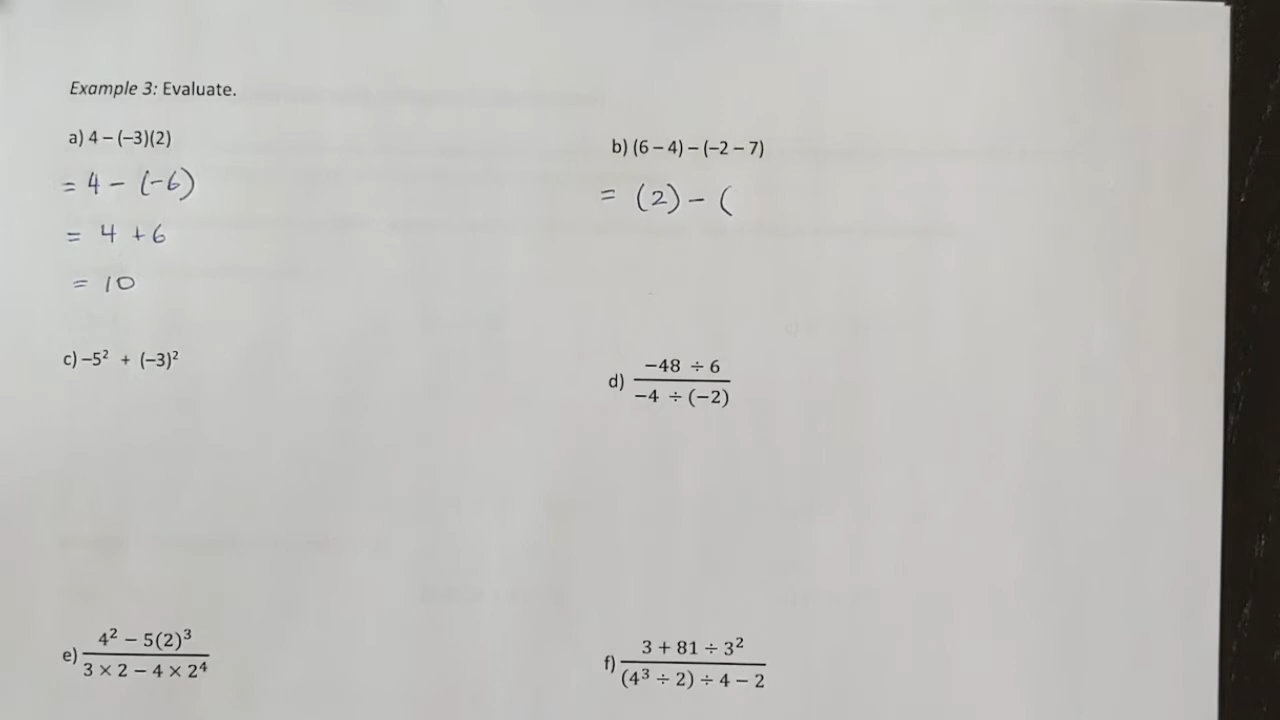 Example 3: Evaluate.
a) 4 – (–3)(2)
= 4 - (-6)
= 4 + 6
= 10
b) (6 – 4) – (–2 – 7)
= (2) - (
c) –5² + (–3)²
d) −48 ÷ 6
−4 ÷ (−2)
e) 4² − 5(2)³
3 × 2 − 4 × 2⁴
f) 3 + 81 ÷ 3²
(4³ ÷ 2) ÷ 4 − 2